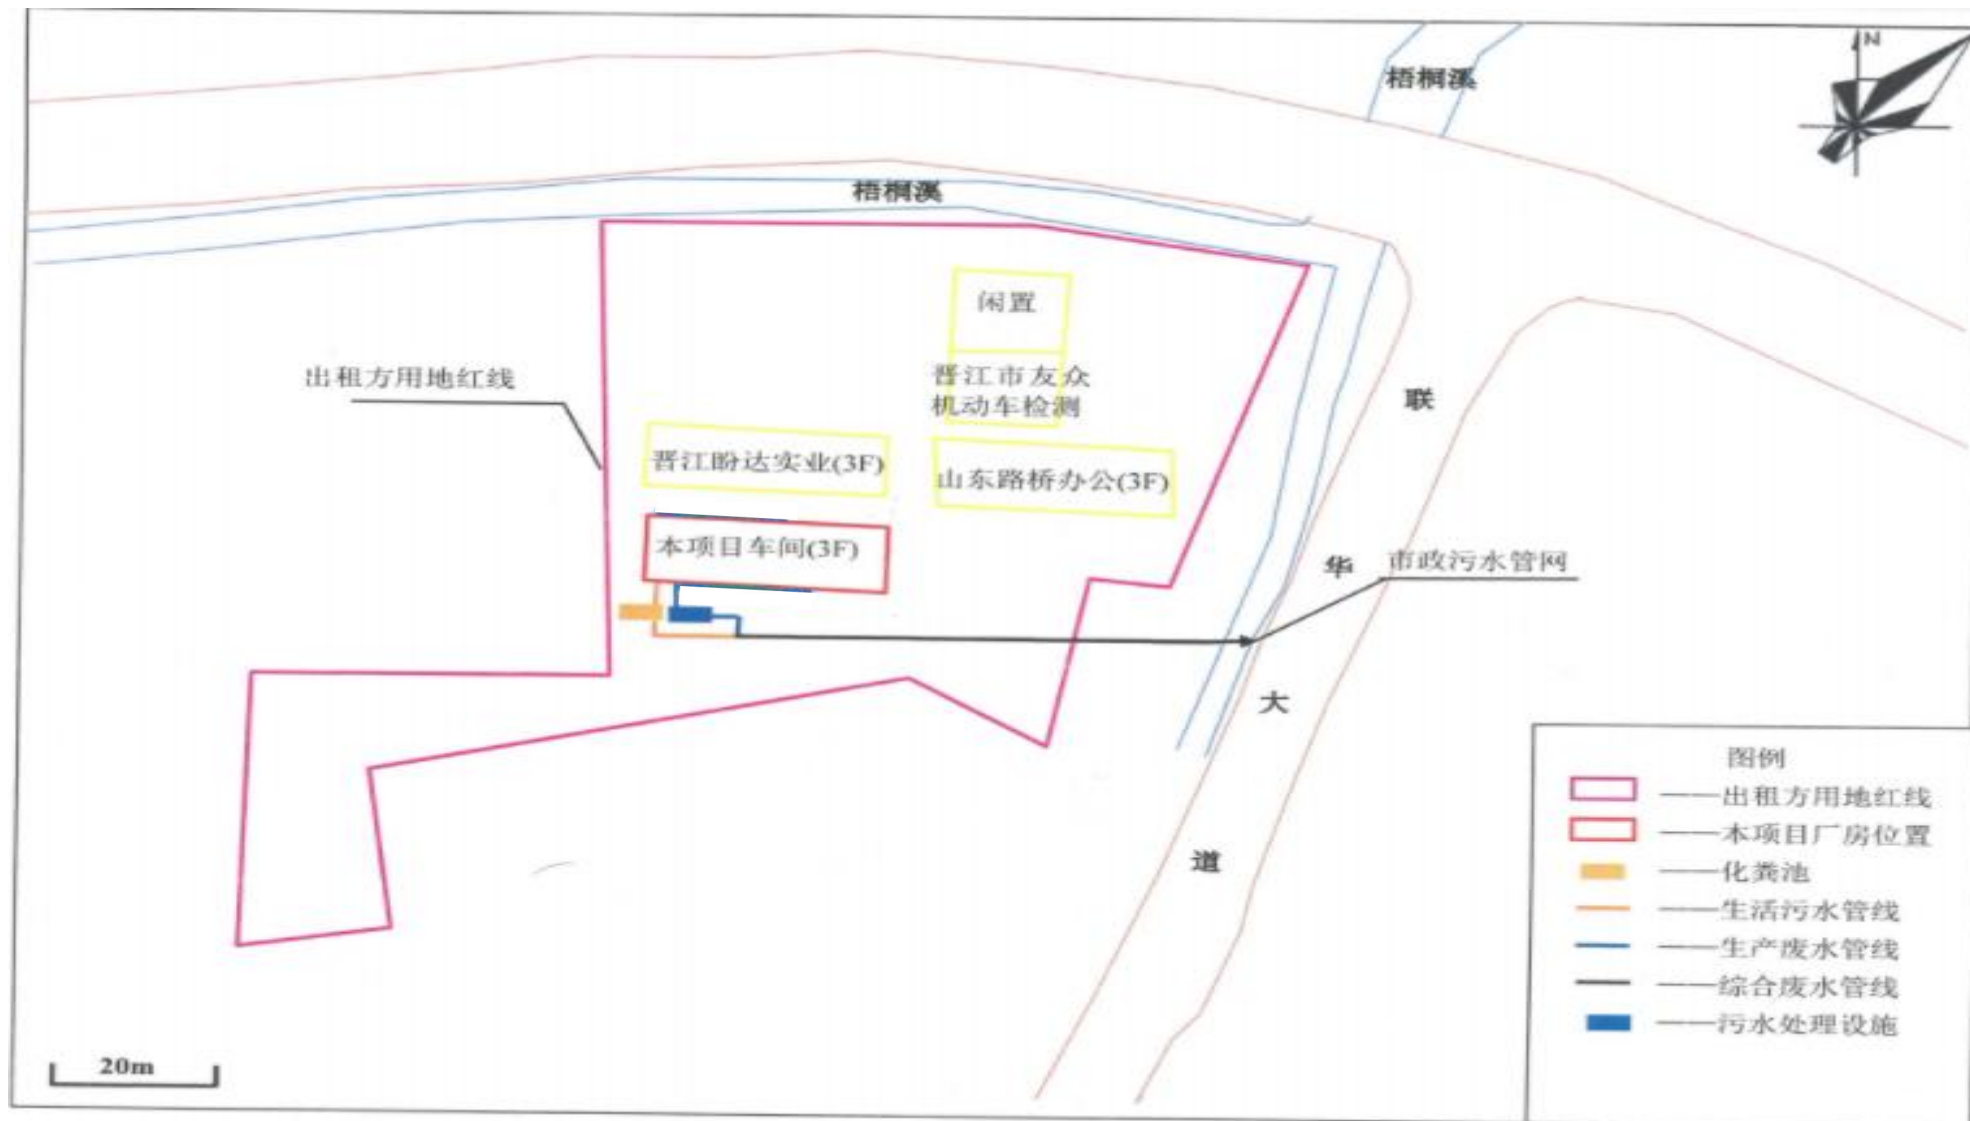 N
梧桐溪
梧桐溪
闲置
出租方用地红线
晋江市友众
机动车检测
联
晋江盼达实业(3F)
山东路桥办公(3F)
本项目车间(3F)
华
市政污水管网
大
道
图例
——出租方用地红线
——本项目厂房位置
——化粪池
——生活污水管线
——生产废水管线
——综合废水管线
——污水处理设施
20m